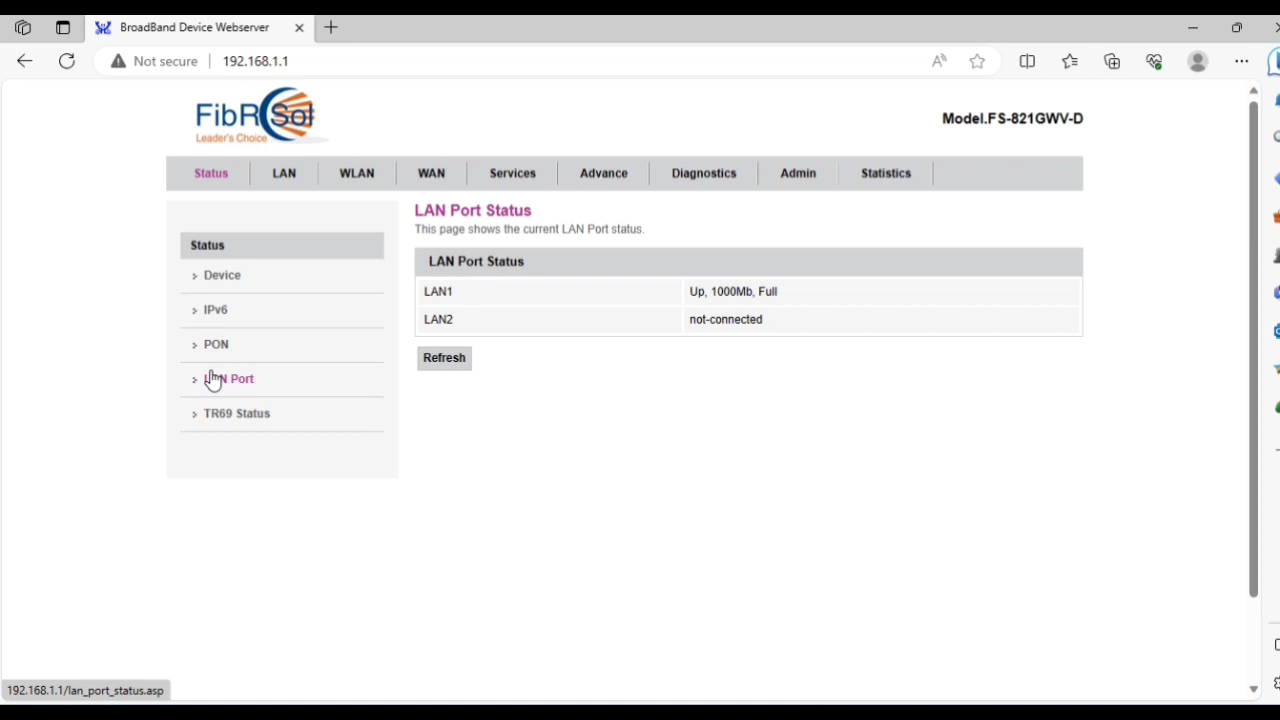 BroadBand Device Webserver
Not secure | 192.168.1.1
FibRSol
Leader's Choice
Model.FS-821GWV-D
Status LAN WLAN WAN Services Advance Diagnostics Admin Statistics
LAN Port Status
This page shows the current LAN Port status.
Status
> Device
> IPv6
> PON
> LAN Port
> TR69 Status
LAN Port Status
LAN1 Up, 1000Mb, Full
LAN2 not-connected
Refresh
192.168.1.1/lan_port_status.asp